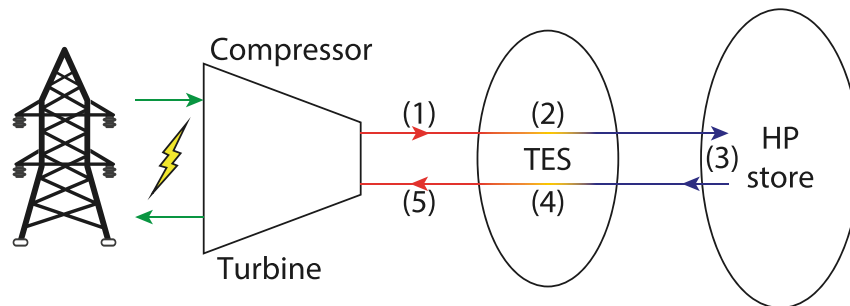 Compressor
(1)
(2)
TES
HP
store
(3)
(5)
(4)
Turbine